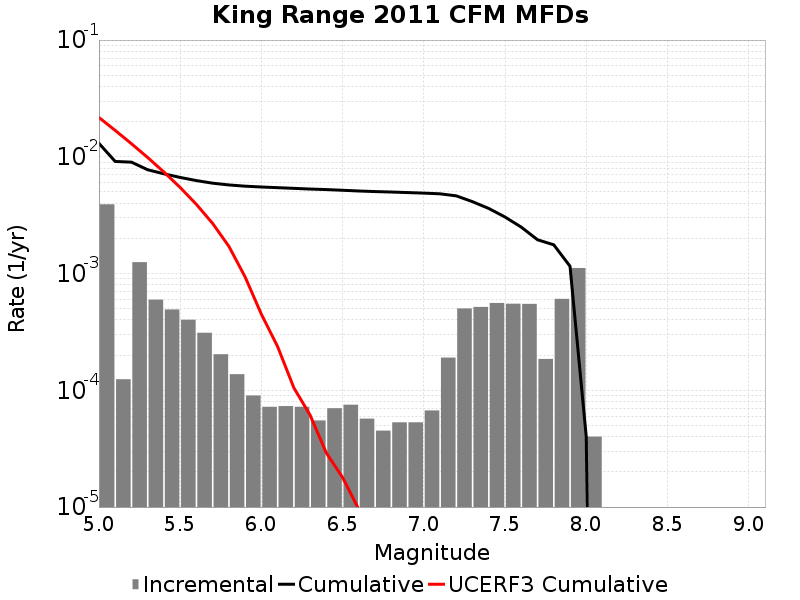 King Range 2011 CFM MFDs
10-1
10-2
10-3
10-4
10-5
Rate (1/yr)
5.0 5.5 6.0 6.5 7.0 7.5 8.0 8.5 9.0
Magnitude
Incremental Cumulative UCERF3 Cumulative